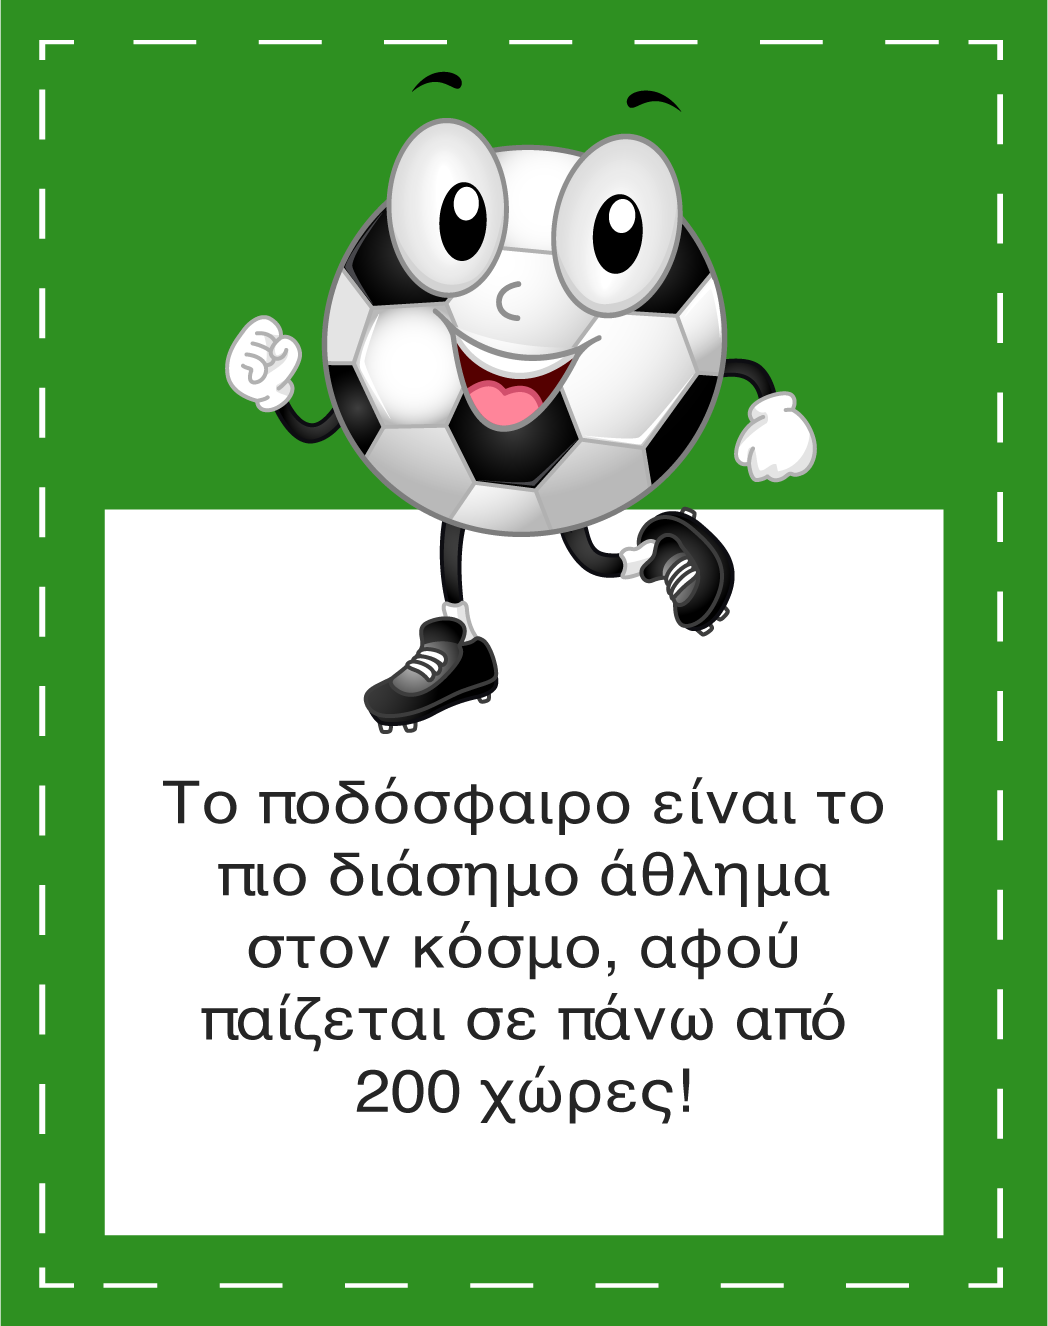 Το ποδόσφαιρο είναι το
πιο διάσημο άθλημα
στον κόσμο, αφού
παίζεται σε πάνω από
200 χώρες!